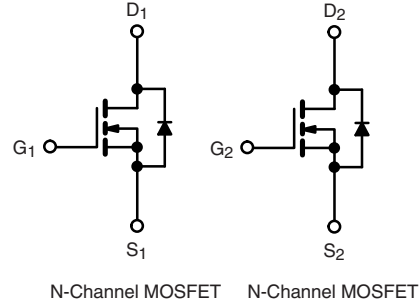 D1 D2
G1 G2
S1 S2
N-Channel MOSFET N-Channel MOSFET